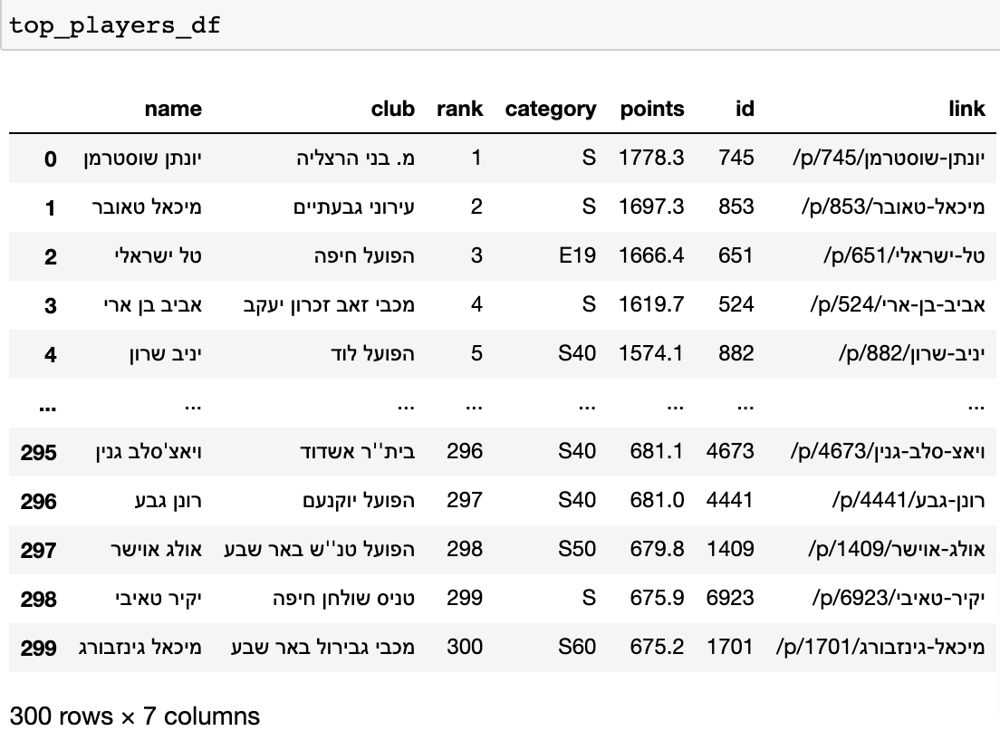 top_players_df
name club rank category points id link
0 יונתן שוסטרמן מ. בני הרצליה 1 S 1778.3 745 /p/745/יונתן-שוסטרמן
1 מיכאל טאובר עירוני גבעתיים 2 S 1697.3 853 /p/853/מיכאל-טאובר
2 טל ישראלי הפועל חיפה 3 E19 1666.4 651 /p/651/טל-ישראלי
3 אביב בן ארי מכבי זאב זכרון יעקב 4 S 1619.7 524 /p/524/אביב-בן-ארי
4 יניב שרון הפועל לוד 5 S40 1574.1 882 /p/882/יניב-שרון
... ... ... ... ... ... ... ...
295 ויאצ'סלב גנין בית''ר אשדוד 296 S40 681.1 4673 /p/4673/ויאצ-סלב-גנין
296 רונן גבע הפועל יוקנעם 297 S40 681.0 4441 /p/4441/רונן-גבע
297 אולג אוישר הפועל טנ''ש באר שבע 298 S50 679.8 1409 /p/1409/אולג-אוישר
298 יקיר טאיבי טניס שולחן חיפה 299 S 675.9 6923 /p/6923/יקיר-טאיבי
299 מיכאל גינזבורג מכבי גבירול באר שבע 300 S60 675.2 1701 /p/1701/מיכאל-גינזבורג
300 rows × 7 columns